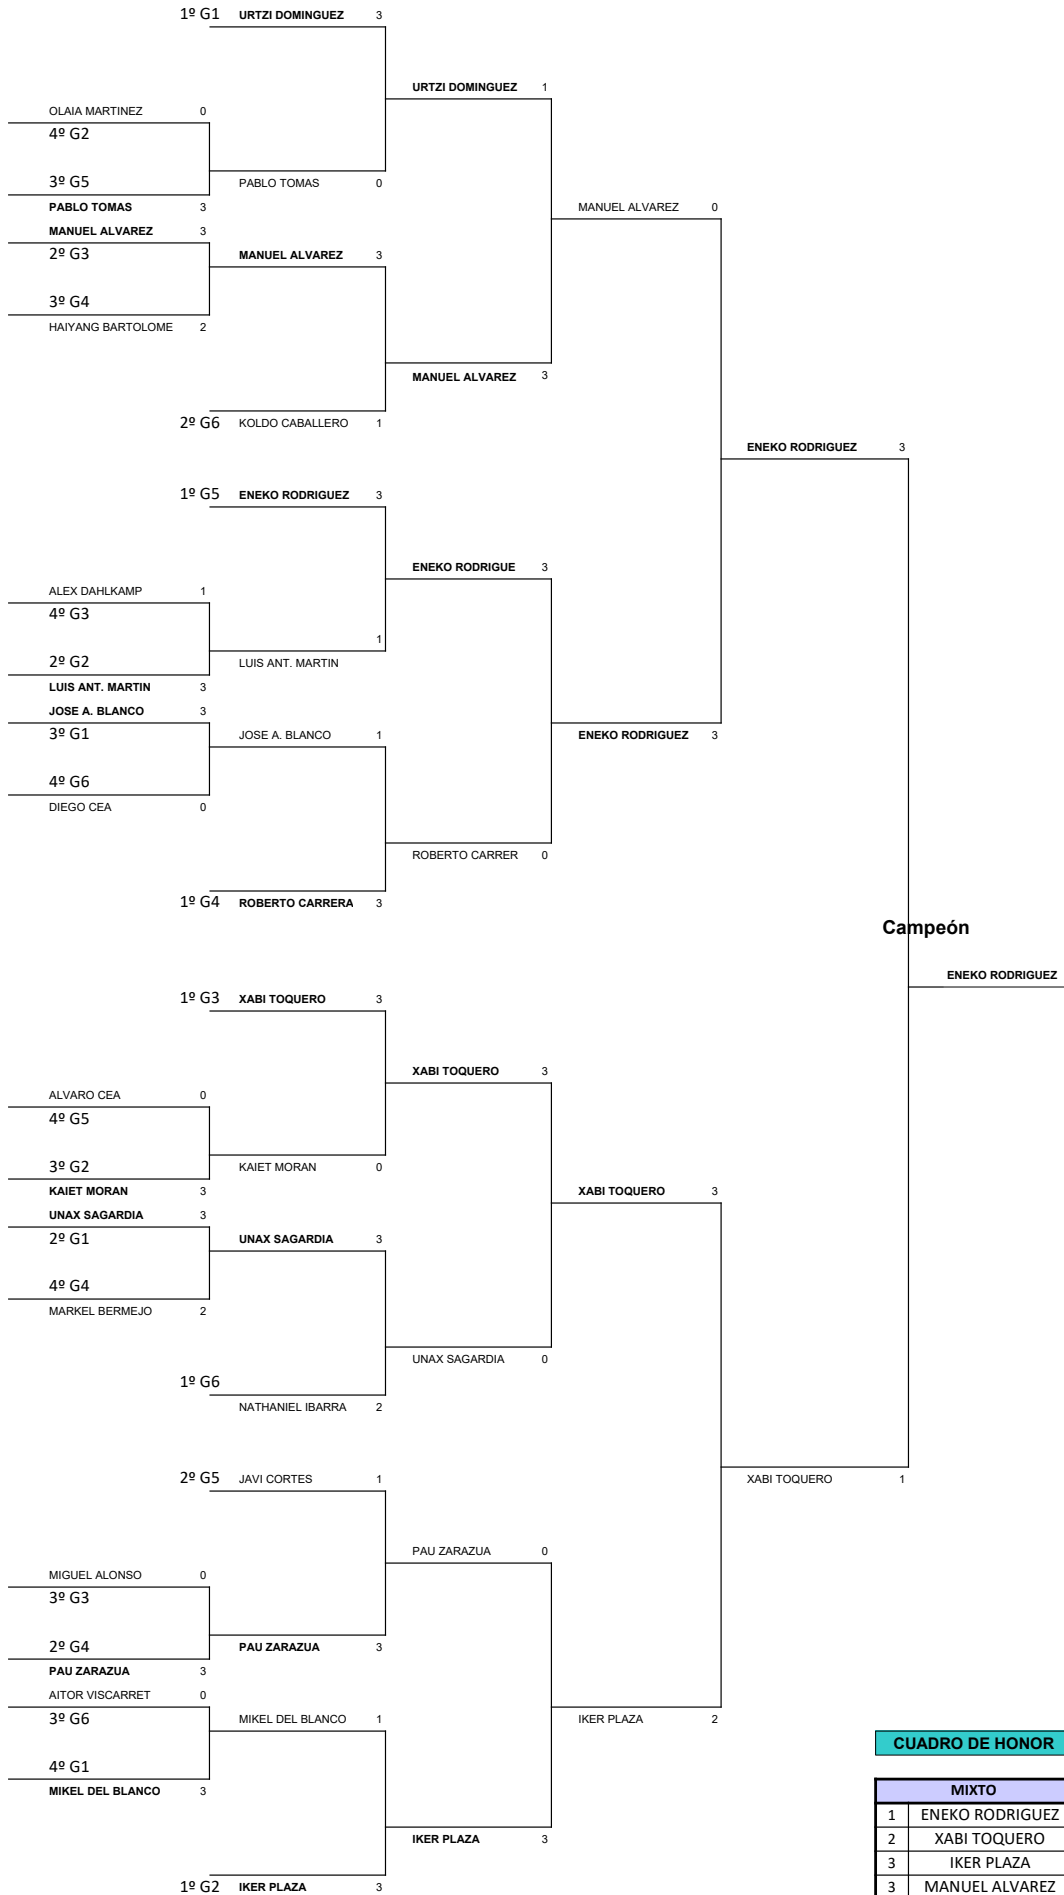 1º G1 URTZI DOMINGUEZ 3
URTZI DOMINGUEZ 1
OLAIA MARTINEZ 0
4º G2
3º G5
PABLO TOMAS 0
PABLO TOMAS 3
MANUEL ALVAREZ 0
MANUEL ALVAREZ 3
2º G3
MANUEL ALVAREZ 3
3º G4
HAIYANG BARTOLOME 2
MANUEL ALVAREZ 3
2º G6 KOLDO CABALLERO 1
ENEKO RODRIGUEZ 3
1º G5 ENEKO RODRIGUEZ 3
ENEKO RODRIGUE 3
ALEX DAHLKAMP 1
4º G3
1
2º G2
LUIS ANT. MARTIN
LUIS ANT. MARTIN 3
JOSE A. BLANCO 3
3º G1
JOSE A. BLANCO 1
ENEKO RODRIGUEZ 3
4º G6
DIEGO CEA 0
ROBERTO CARRER 0
1º G4 ROBERTO CARRERA 3
Campeón
ENEKO RODRIGUEZ
1º G3 XABI TOQUERO 3
XABI TOQUERO 3
ALVARO CEA 0
4º G5
3º G2
KAIET MORAN 0
KAIET MORAN 3
XABI TOQUERO 3
UNAX SAGARDIA 3
2º G1
UNAX SAGARDIA 3
4º G4
MARKEL BERMEJO 2
UNAX SAGARDIA 0
1º G6
NATHANIEL IBARRA 2
2º G5 JAVI CORTES 1
XABI TOQUERO 1
PAU ZARAZUA 0
MIGUEL ALONSO 0
3º G3
2º G4
PAU ZARAZUA 3
PAU ZARAZUA 3
AITOR VISCARRET 0
3º G6
MIKEL DEL BLANCO 1
IKER PLAZA 2
CUADRO DE HONOR
4º G1
MIKEL DEL BLANCO 3
MIXTO
1 ENEKO RODRIGUEZ
IKER PLAZA 3
2 XABI TOQUERO
3 IKER PLAZA
1º G2 IKER PLAZA 3
3 MANUEL ALVAREZ